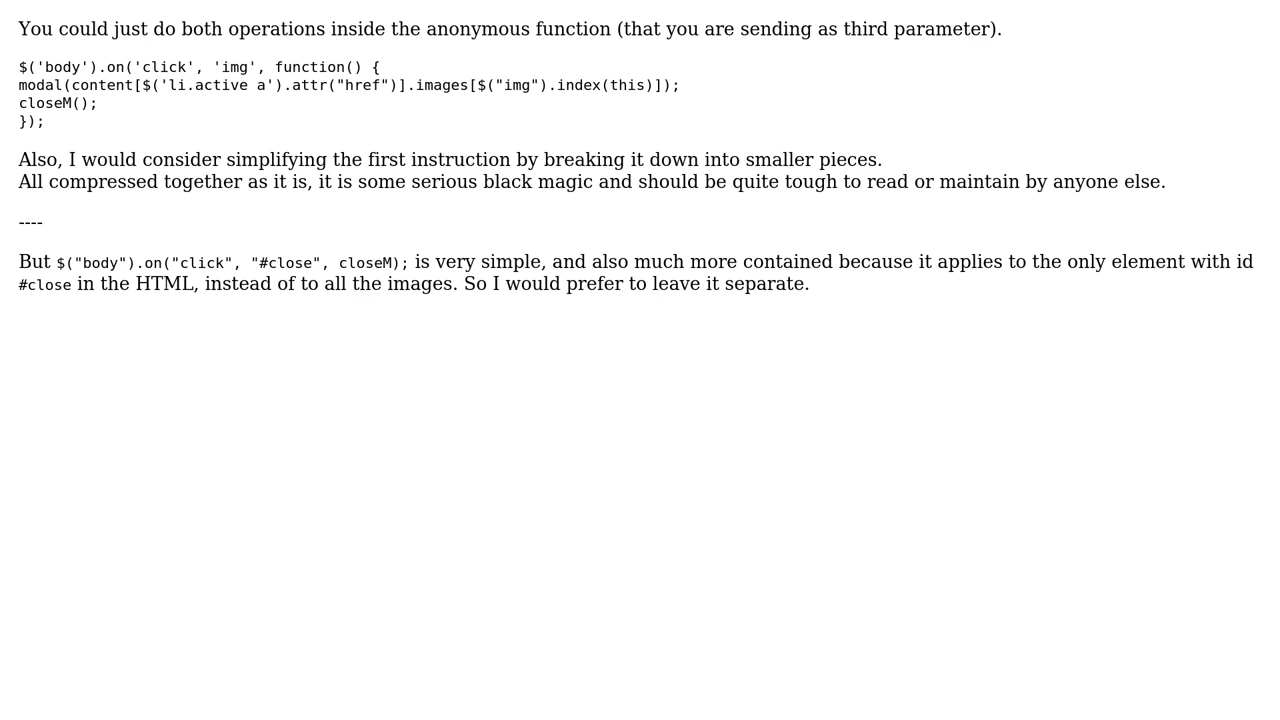 You could just do both operations inside the anonymous function (that you are sending as third parameter).
$('body').on('click', 'img', function() {
modal(content[$('li.active a').attr("href")].images[$("img").index(this)]);
closeM();
});
Also, I would consider simplifying the first instruction by breaking it down into smaller pieces.
All compressed together as it is, it is some serious black magic and should be quite tough to read or maintain by anyone else.
----
But $("body").on("click", "#close", closeM); is very simple, and also much more contained because it applies to the only element with id
#close in the HTML, instead of to all the images. So I would prefer to leave it separate.